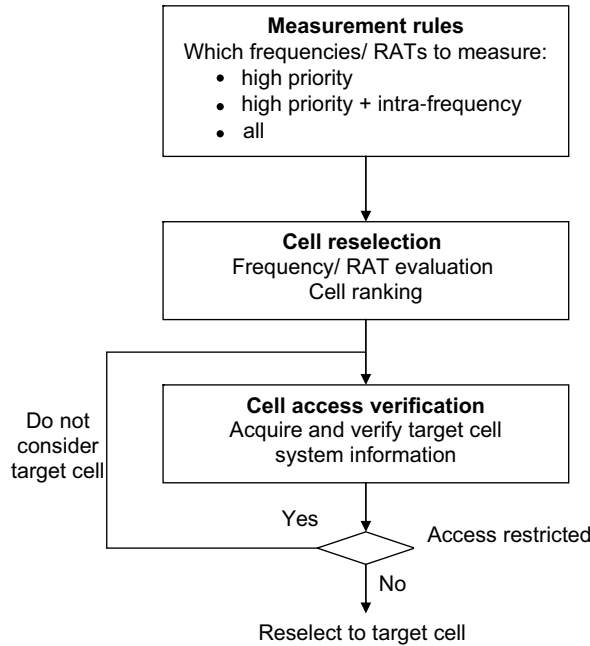 Measurement rules
Which frequencies/ RATs to measure:
• high priority
• high priority + intra-frequency
• all
Cell reselection
Frequency/ RAT evaluation
Cell ranking
Cell access verification
Acquire and verify target cell
system information
Do not
consider
target cell
Yes
Access restricted
No
Reselect to target cell